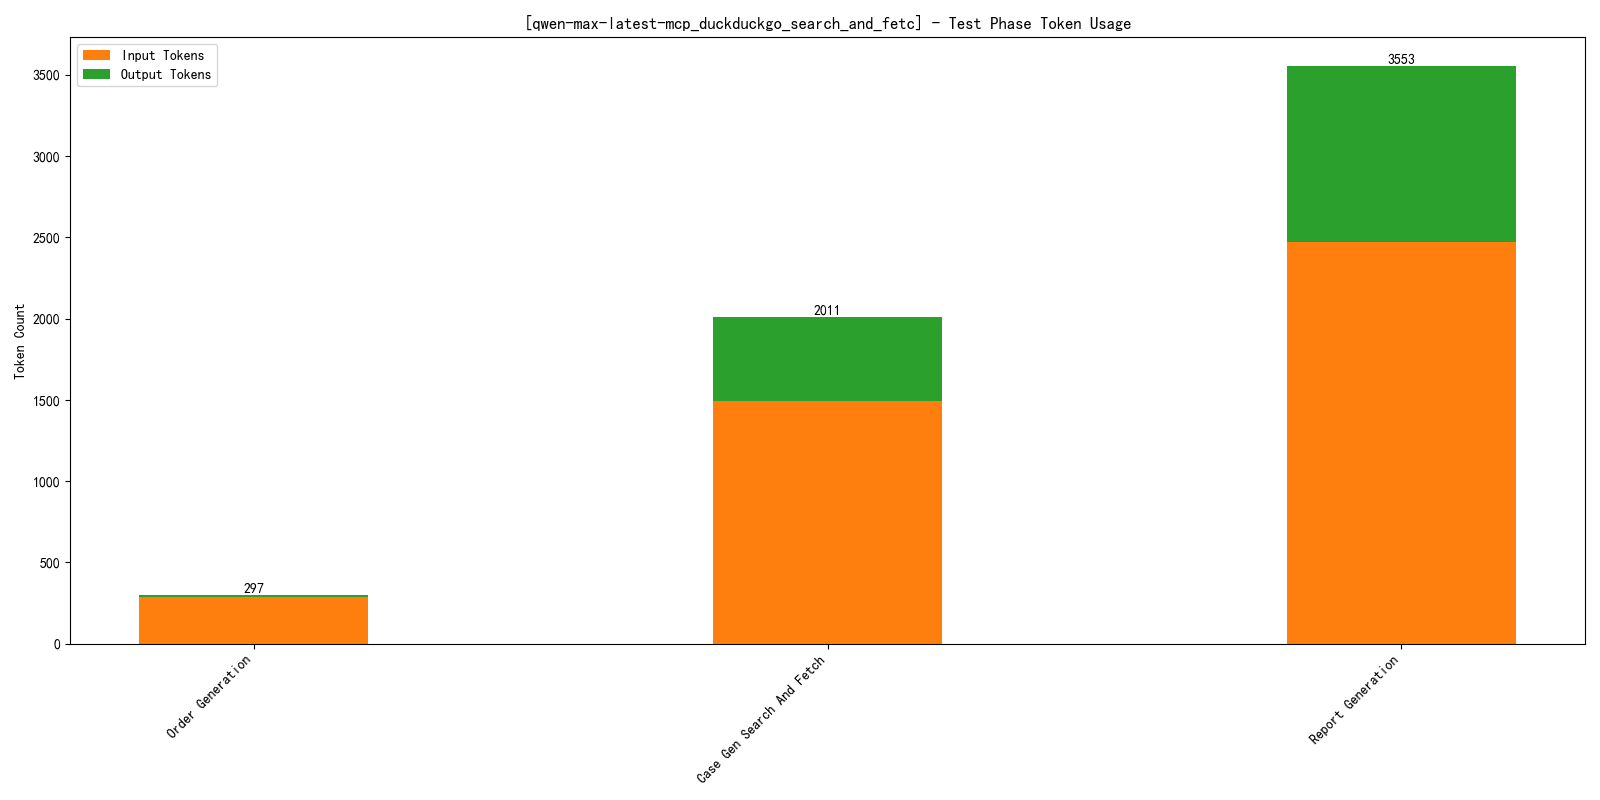 [qwen-max-latest-mcp_duckduckgo_search_and_fetc] - Test Phase Token Usage
Input Tokens
Output Tokens
Token Count
3500
3000
2500
2000
1500
1000
500
0
297
2011
3553
Order Generation
Case Gen Search And Fetch
Report Generation